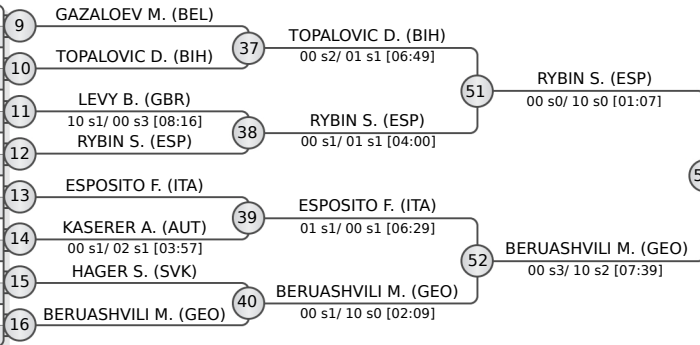 9
GAZALOEV M. (BEL)
37
TOPALOVIC D. (BIH)
00 s2/ 01 s1 [06:49]
10
TOPALOVIC D. (BIH)
51
RYBIN S. (ESP)
00 s0/ 10 s0 [01:07]
11
LEVY B. (GBR)
10 s1/ 00 s3 [08:16]
38
RYBIN S. (ESP)
00 s1/ 01 s1 [04:00]
12
RYBIN S. (ESP)
13
ESPOSITO F. (ITA)
39
ESPOSITO F. (ITA)
01 s1/ 00 s1 [06:29]
14
KASERER A. (AUT)
00 s1/ 02 s1 [03:57]
52
BERUASHVILI M. (GEO)
00 s3/ 10 s2 [07:39]
15
HAGER S. (SVK)
40
BERUASHVILI M. (GEO)
00 s1/ 10 s0 [02:09]
16
BERUASHVILI M. (GEO)